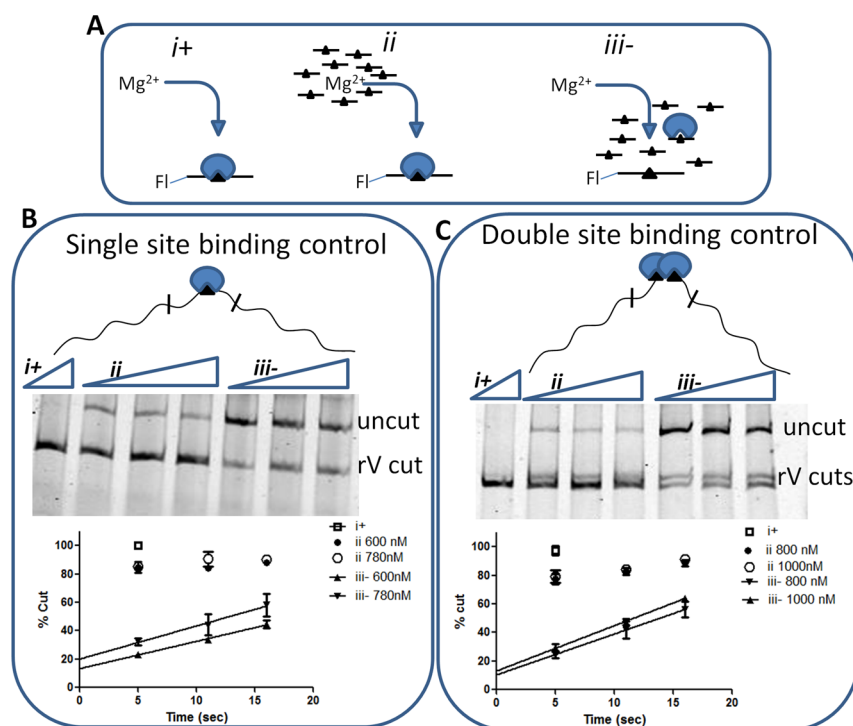 A
i+
ii
iii-
Mg2+
Mg2+
Mg2+
Fl
Fl
Fl
B
Single site binding control
i+
ii
iii-
uncut
rV cut
i+
ii 600 nM
ii 780nM
iii- 600nM
iii- 780nM
% Cut
100
80
60
40
20
0
0
5
10
15
20
Time (sec)
C
Double site binding control
i+
ii
iii-
uncut
rV cuts
i+
ii 800 nM
ii 1000nM
iii- 800 nM
iii- 1000 nM
% Cut
100
80
60
40
20
0
0
5
10
15
20
Time (sec)